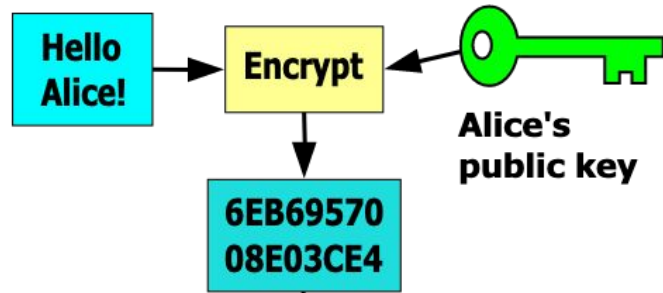 Hello
Alice!
Encrypt
Alice's
public key
6EB69570
08E03CE4